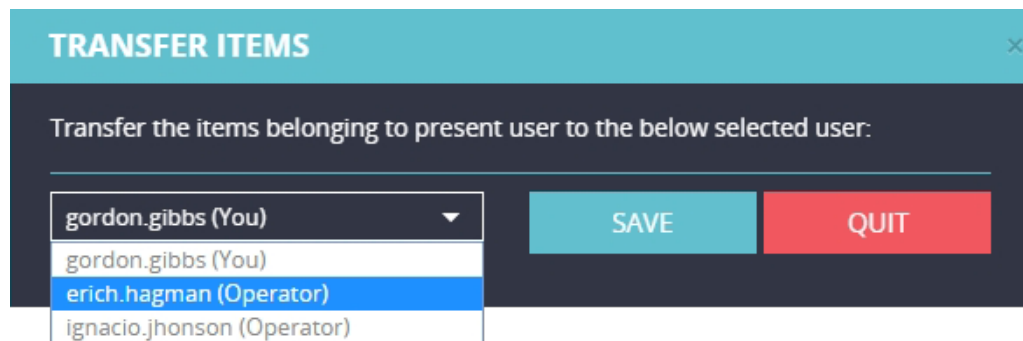 TRANSFER ITEMS ×
Transfer the items belonging to present user to the below selected user:
gordon.gibbs (You) SAVE QUIT
gordon.gibbs (You)
erich.hagman (Operator)
ignacio.jhonson (Operator)